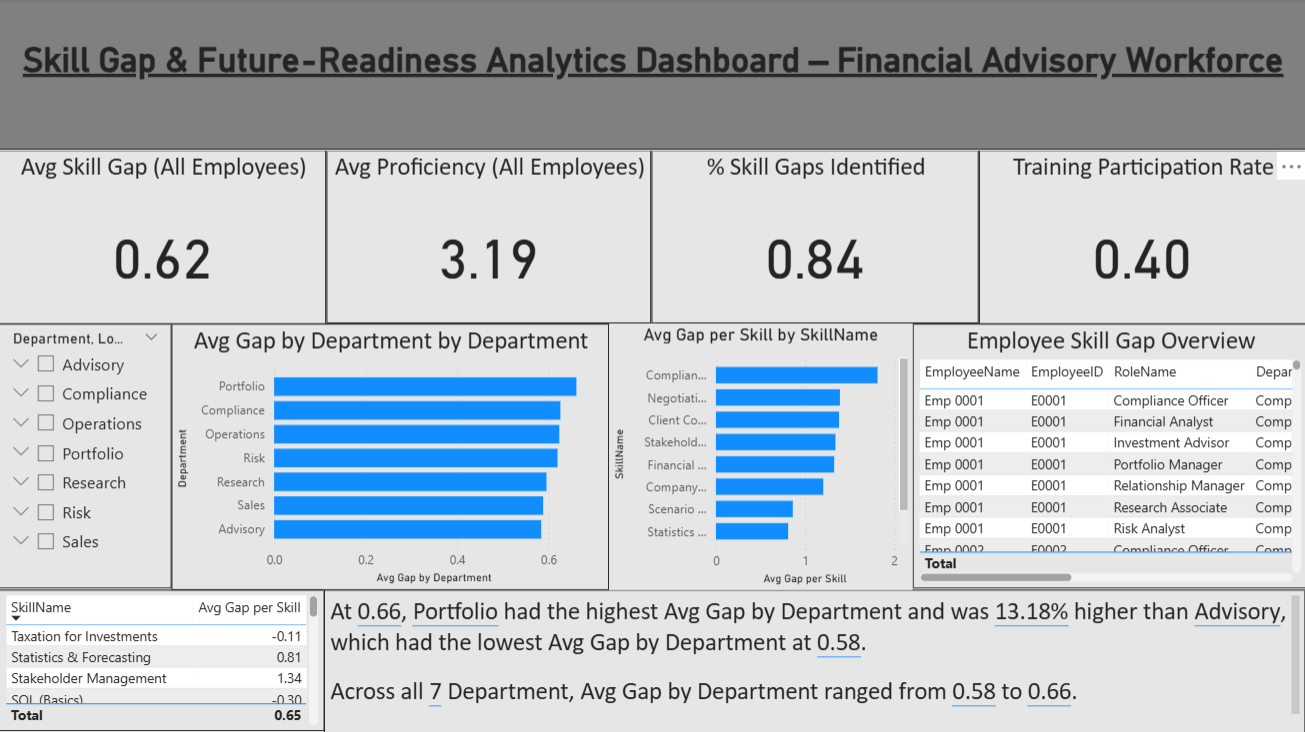 Skill Gap & Future-Readiness Analytics Dashboard – Financial Advisory Workforce
Avg Skill Gap (All Employees)
0.62
Avg Proficiency (All Employees)
3.19
% Skill Gaps Identified
0.84
Training Participation Rate
0.40
Department, Lo...
Advisory
Compliance
Operations
Portfolio
Research
Risk
Sales
Avg Gap by Department by Department
Department
Portfolio
Compliance
Operations
Risk
Research
Sales
Advisory
0.0 0.2 0.4 0.6
Avg Gap by Department
Avg Gap per Skill by SkillName
SkillName
Complian...
Negotiati...
Client Co...
Stakehold...
Financial ...
Company...
Scenario ...
Statistics ...
0 1 2
Avg Gap per Skill
Employee Skill Gap Overview
EmployeeName EmployeeID RoleName Depar
Emp 0001 E0001 Compliance Officer Comp
Emp 0001 E0001 Financial Analyst Comp
Emp 0001 E0001 Investment Advisor Comp
Emp 0001 E0001 Portfolio Manager Comp
Emp 0001 E0001 Relationship Manager Comp
Emp 0001 E0001 Research Associate Comp
Emp 0001 E0001 Risk Analyst Comp
Emp 0002 E0002 Compliance Officer Comp
Total
SkillName Avg Gap per Skill
Taxation for Investments -0.11
Statistics & Forecasting 0.81
Stakeholder Management 1.34
SQL (Basics) -0.30
Total 0.65
At 0.66, Portfolio had the highest Avg Gap by Department and was 13.18% higher than Advisory,
which had the lowest Avg Gap by Department at 0.58.
Across all 7 Department, Avg Gap by Department ranged from 0.58 to 0.66.